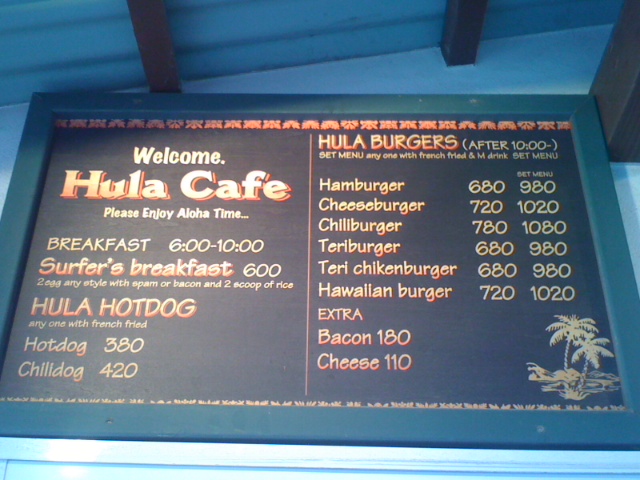 Welcome.
Hula Cafe
Please Enjoy Aloha Time...
BREAKFAST 6:00-10:00
Surfer's breakfast 600
2 egg any style with spam or bacon and 2 scoop of rice
HULA HOTDOG
any one with french fried
Hotdog 380
Chilidog 420
HULA BURGERS (AFTER 10:00-)
SET MENU any one with french fried & M drink SET MENU
SET MENU
Hamburger 680 980
Cheeseburger 720 1020
Chiliburger 780 1080
Teriburger 680 980
Teri chikenburger 680 980
Hawaiian burger 720 1020
EXTRA
Bacon 180
Cheese 110